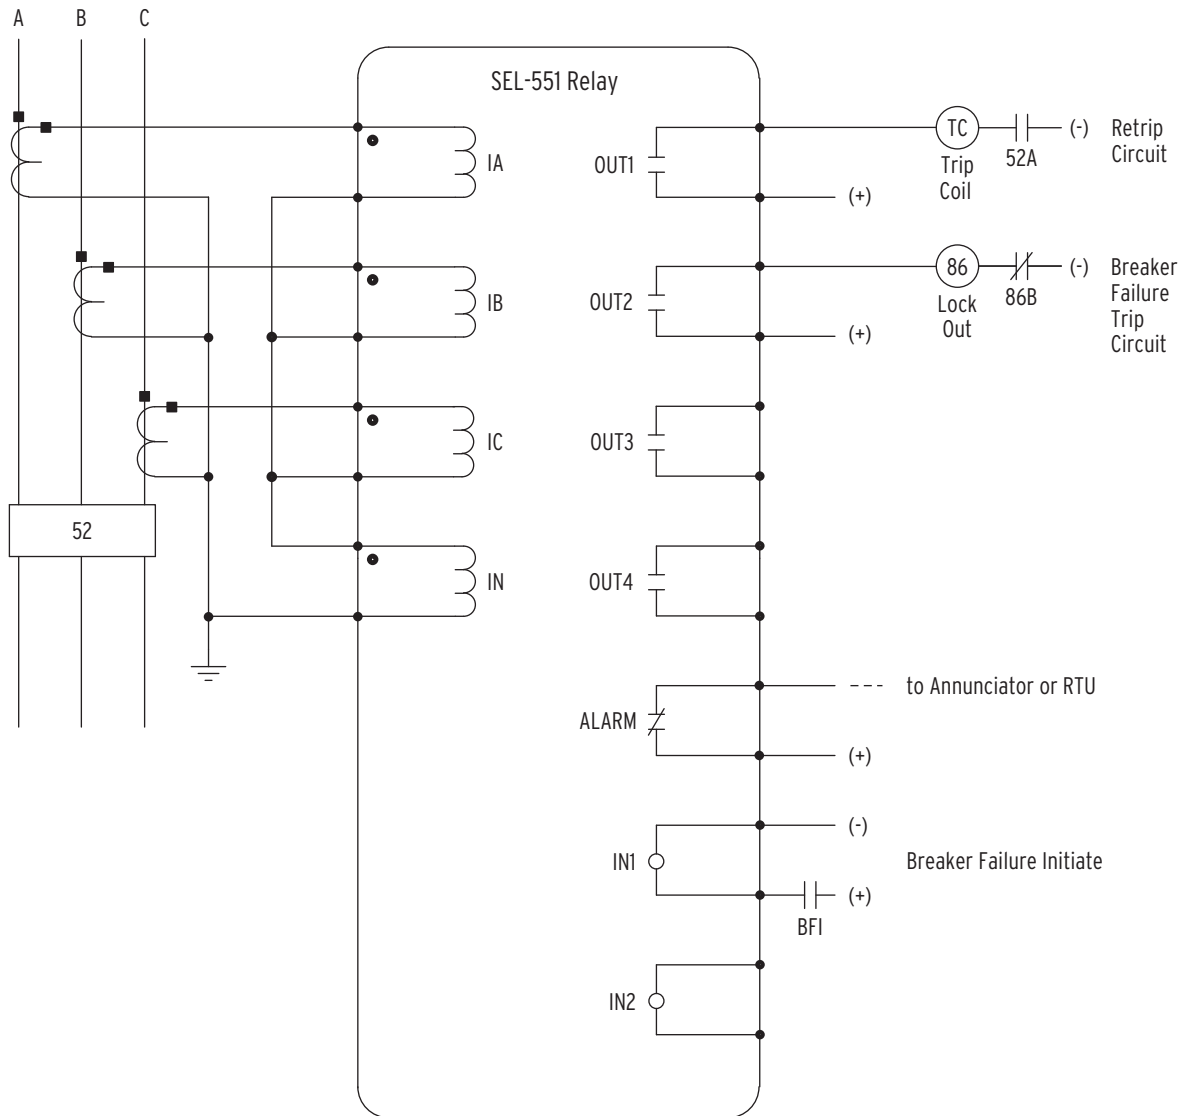 A B C
SEL-551 Relay
IA
OUT1
TC
Trip
Coil
52A
(-)
Retrip
Circuit
(+)
IB
OUT2
86
Lock
Out
86B
(-)
Breaker
Failure
Trip
Circuit
(+)
IC
OUT3
52
IN
OUT4
ALARM
to Annunciator or RTU
(+)
IN1
(-)
Breaker Failure Initiate
BFI
(+)
IN2